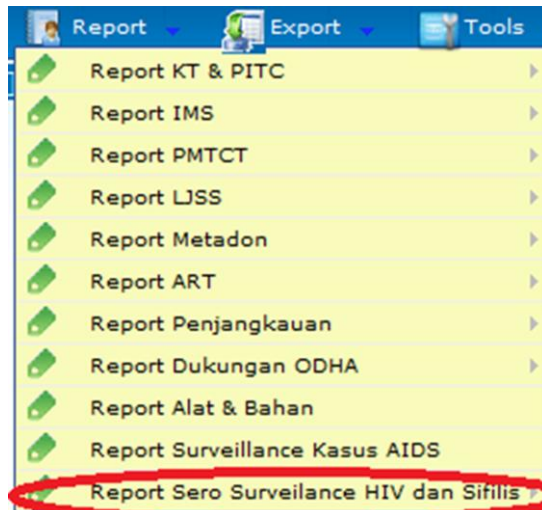 Report Export Tools
Report KT & PITC
Report IMS
Report PMTCT
Report LJSS
Report Metadon
Report ART
Report Penjangkauan
Report Dukungan ODHA
Report Alat & Bahan
Report Surveillance Kasus AIDS
Report Sero Surveilance HIV dan Sifilis